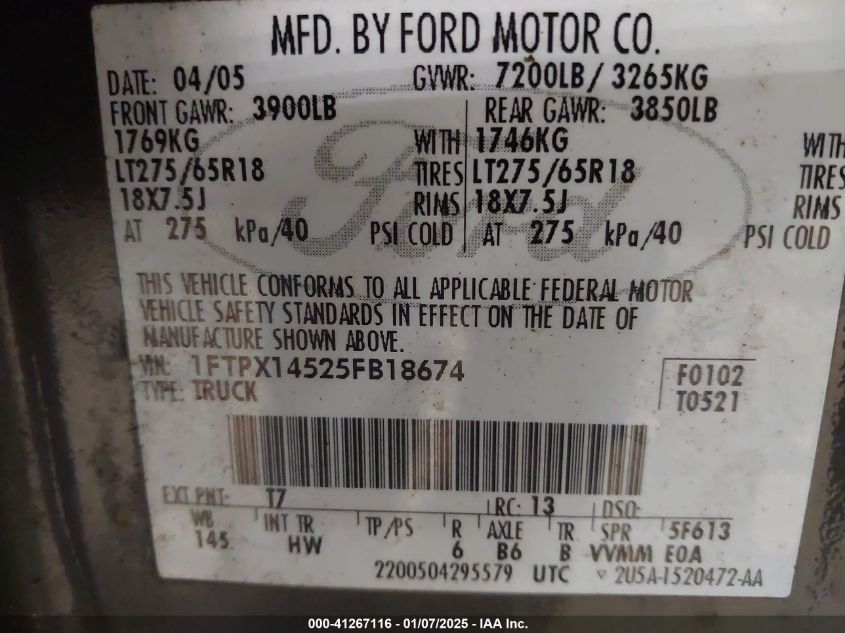 MFD. BY FORD MOTOR CO.
DATE: 04/05 GVWR: 7200LB/ 3265KG
FRONT GAWR: 3900LB REAR GAWR: 3850LB
1769KG WITH 1746KG WITH
LT275/65R18 TIRES LT275/65R18 TIRES
18X7.5J RIMS 18X7.5J RIMS
AT 275 kPa/40 PSI COLD AT 275 kPa/40 PSI COLD
Ford
THIS VEHICLE CONFORMS TO ALL APPLICABLE FEDERAL MOTOR
VEHICLE SAFETY STANDARDS IN EFFECT ON THE DATE OF
MANUFACTURE SHOWN ABOVE.
VIN: 1FTPX14525FB18674 F0102
TYPE: TRUCK T0521
EXT PNT: T7 RC: 13 DSO:
WB INT TR TP/PS R AXLE TR SPR 5F613
145 HW 6 B6 B VVMM EOA
2200504295579 UTC 2U5A-1520472-AA
000-41267116 - 01/07/2025 - IAA Inc.